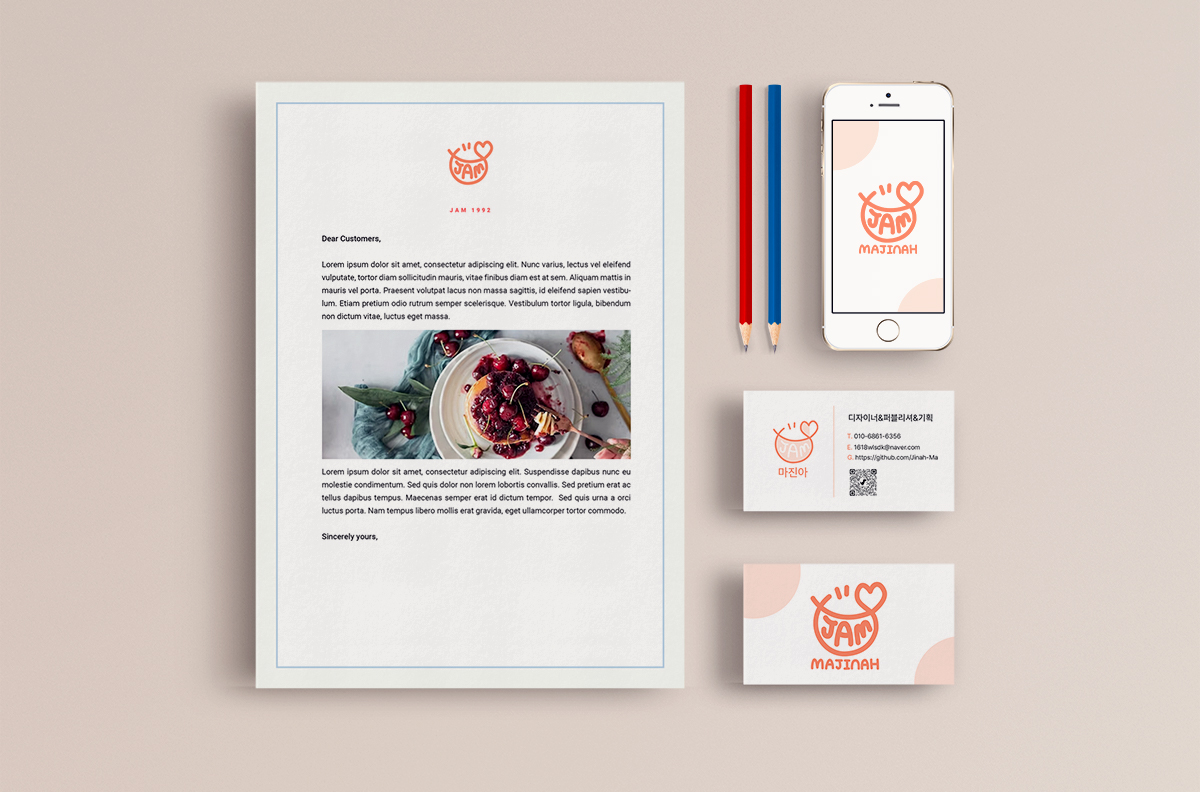 JAM
JAM 1992
Dear Customers,
Lorem ipsum dolor sit amet, consectetur adipiscing elit. Nunc varius, lectus vel eleifend
vulputate, tortor diam sollicitudin mauris, vitae finibus diam est at sem. Aliquam mattis in
mauris vel porta. Praesent volutpat lacus non massa sagittis, id eleifend sapien vestibu-
lum. Etiam pretium odio rutrum semper scelerisque. Vestibulum tortor ligula, bibendum
non dictum vitae, luctus eget massa.
Lorem ipsum dolor sit amet, consectetur adipiscing elit. Suspendisse dapibus nunc eu
molestie condimentum. Sed quis dolor non lorem lobortis convallis. Sed pretium erat ac
tellus dapibus tempus. Maecenas semper erat id dictum tempor. Sed quis urna a orci
luctus porta. Nam tempus libero mollis erat gravida, eget ullamcorper tortor commodo.
Sincerely yours,
JAM
MAJINAH
JAM
마진아
디자이너&퍼블리셔&기획
T. 010-6861-6356
E. 1618wlsdk@naver.com
G. https://github.com/Jinah-Ma
JAM
MAJINAH